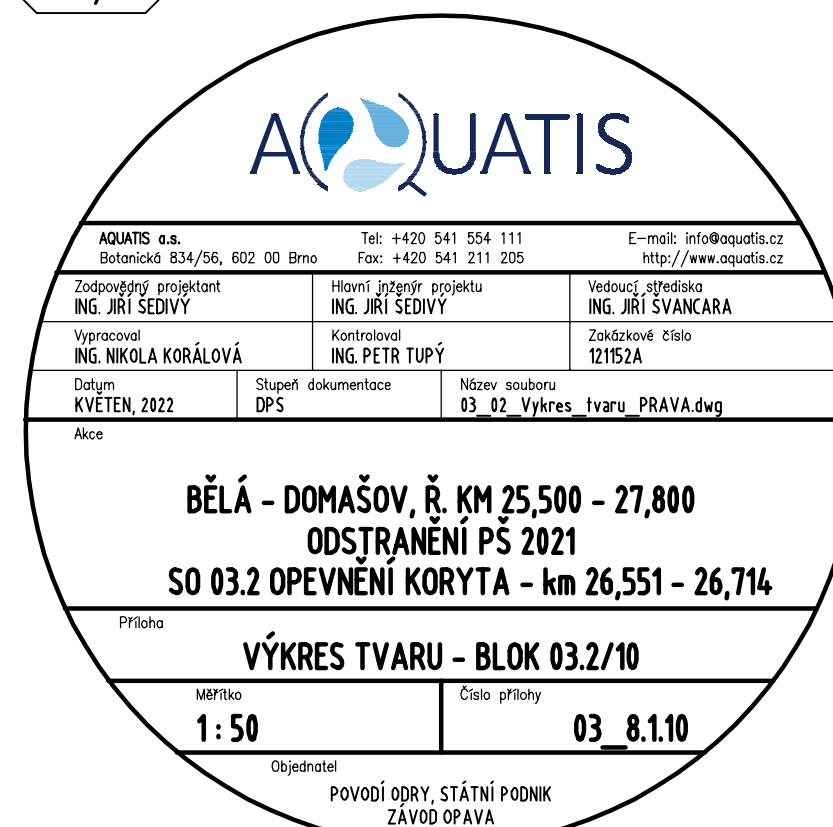 AQUATIS
AQUATIS a.s. Tel: +420 541 554 111 E-mail: info@aquatis.cz
Botanická 834/56, 602 00 Brno Fax: +420 541 211 205 http://www.aquatis.cz
Zodpovědný projektant Hlavní inženýr projektu Vedoucí střediska
ING. JIŘÍ ŠEDIVÝ ING. JIŘÍ ŠEDIVÝ ING. JIŘÍ ŠVANCARA
Vypracoval Kontroloval Zakázkové číslo
ING. NIKOLA KORÁLOVÁ ING. PETR TUPÝ 121152A
Datum Stupeň dokumentace Název souboru
KVĚTEN, 2022 DPS 03_02_Vykres_tvaru_PRAVA.dwg
Akce
BĚLÁ - DOMAŠOV, Ř. KM 25,500 - 27,800
ODSTRANĚNÍ PŠ 2021
SO 03.2 OPEVNĚNÍ KORYTA - km 26,551 - 26,714
Příloha
VÝKRES TVARU - BLOK 03.2/10
Měřítko Číslo přílohy
1:50 03_8.1.10
Objednatel
POVODÍ ODRY, STÁTNÍ PODNIK
ZÁVOD OPAVA